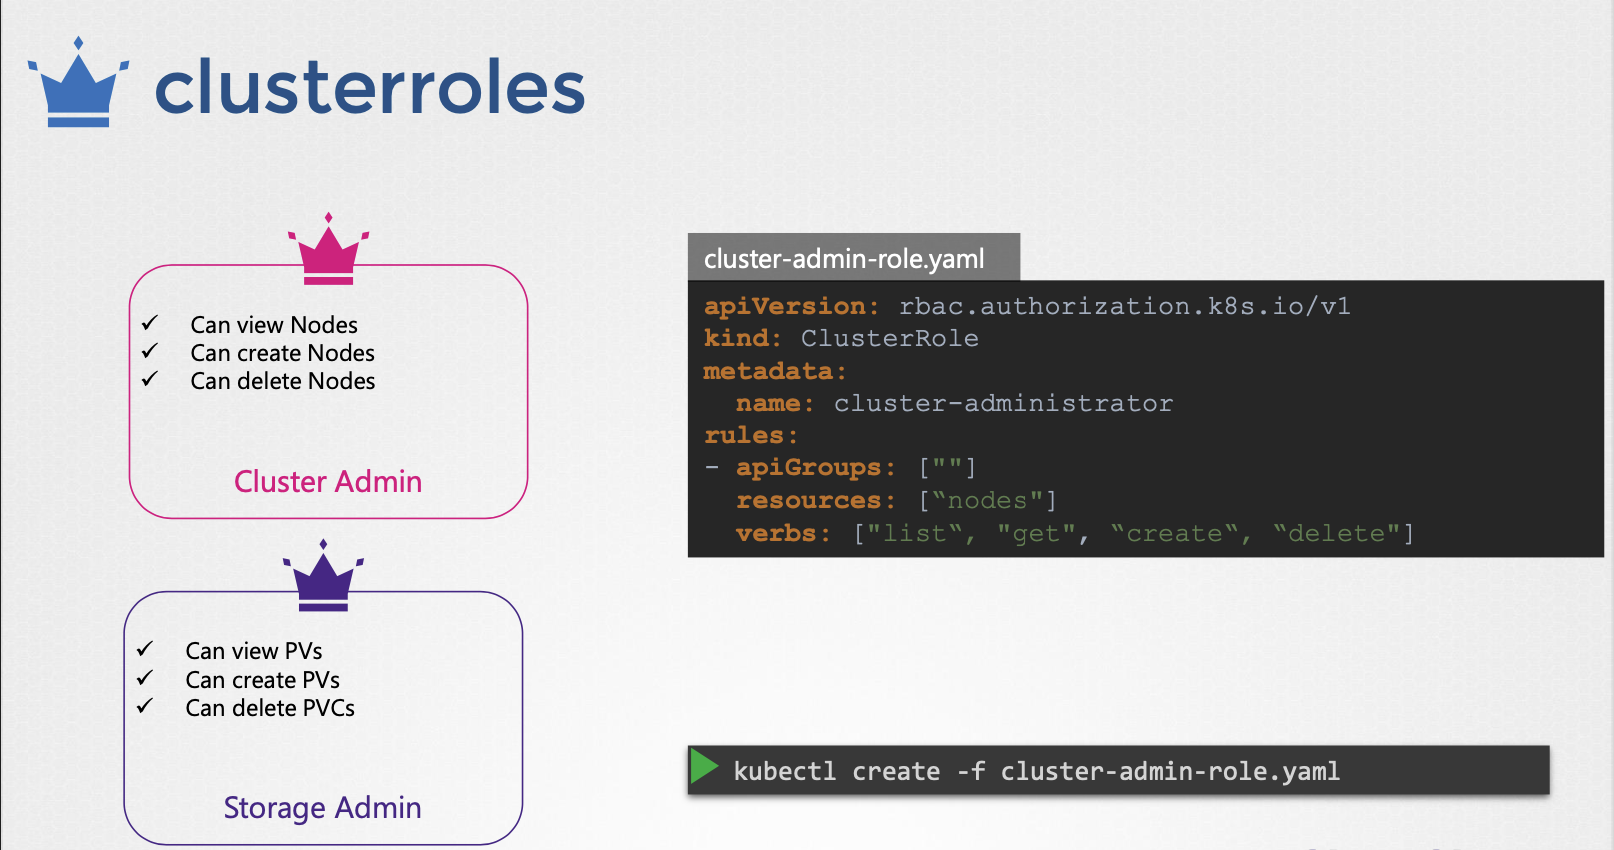 clusterroles
✓ Can view Nodes
✓ Can create Nodes
✓ Can delete Nodes
Cluster Admin
✓ Can view PVs
✓ Can create PVs
✓ Can delete PVCs
Storage Admin
cluster-admin-role.yaml
apiVersion: rbac.authorization.k8s.io/v1
kind: ClusterRole
metadata:
  name: cluster-administrator
rules:
- apiGroups: [""]
  resources: [“nodes"]
  verbs: ["list“, "get", “create“, “delete"]
kubectl create -f cluster-admin-role.yaml